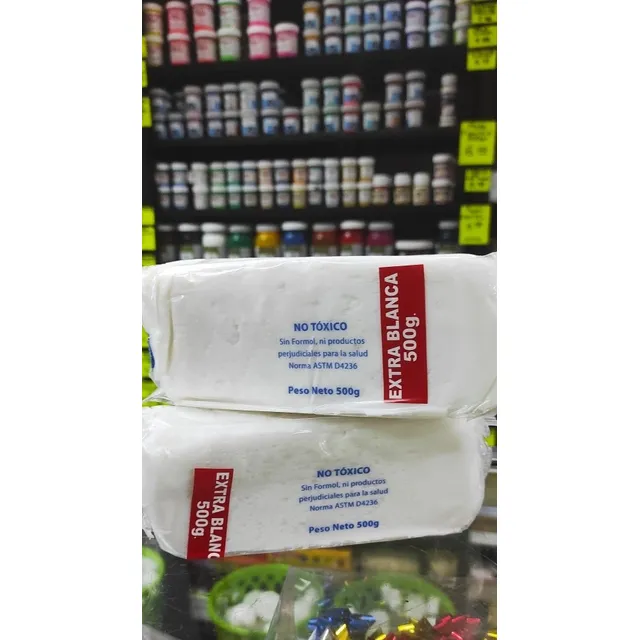 NO TÓXICO
Sin Formol, ni productos
perjudiciales para la salud
Norma ASTM D4236
Peso Neto 500g
EXTRA BLANCA
500g.
NO TÓXICO
Sin Formol, ni productos
perjudiciales para la salud
Norma ASTM D4236
Peso Neto 500g
EXTRA BLANC
500g.